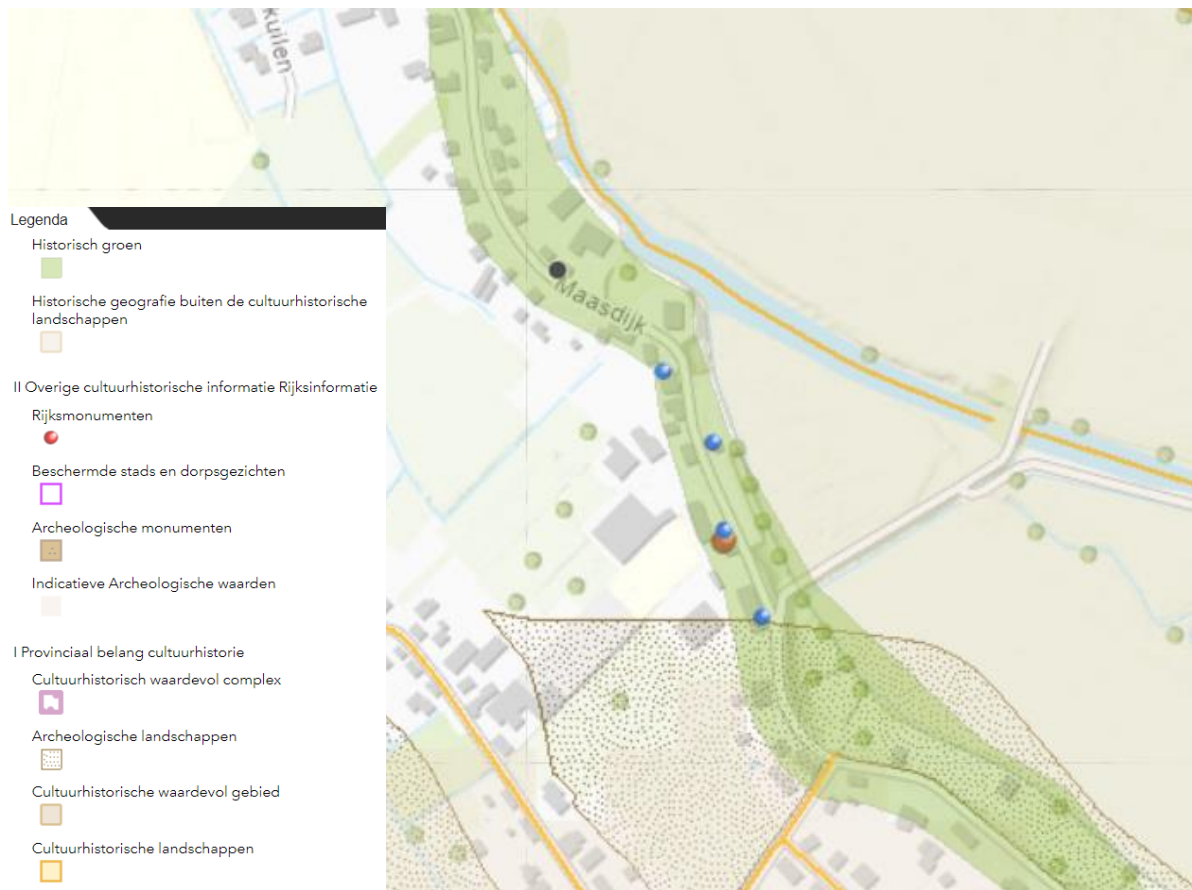 kuilen
Maasdijk
Legenda
Historisch groen
Historische geografie buiten de cultuurhistorische
landschappen
II Overige cultuurhistorische informatie Rijksinformatie
Rijksmonumenten
Beschermde stads en dorpsgezichten
Archeologische monumenten
Indicatieve Archeologische waarden
I Provinciaal belang cultuurhistorie
Cultuurhistorisch waardevol complex
Archeologische landschappen
Cultuurhistorische waardevol gebied
Cultuurhistorische landschappen